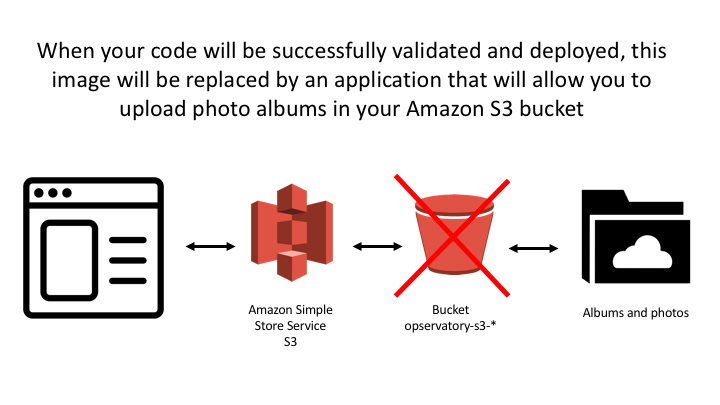 When your code will be successfully validated and deployed, this
image will be replaced by an application that will allow you to
upload photo albums in your Amazon S3 bucket
Amazon Simple
Store Service
S3
Bucket
opservatory-s3-*
Albums and photos